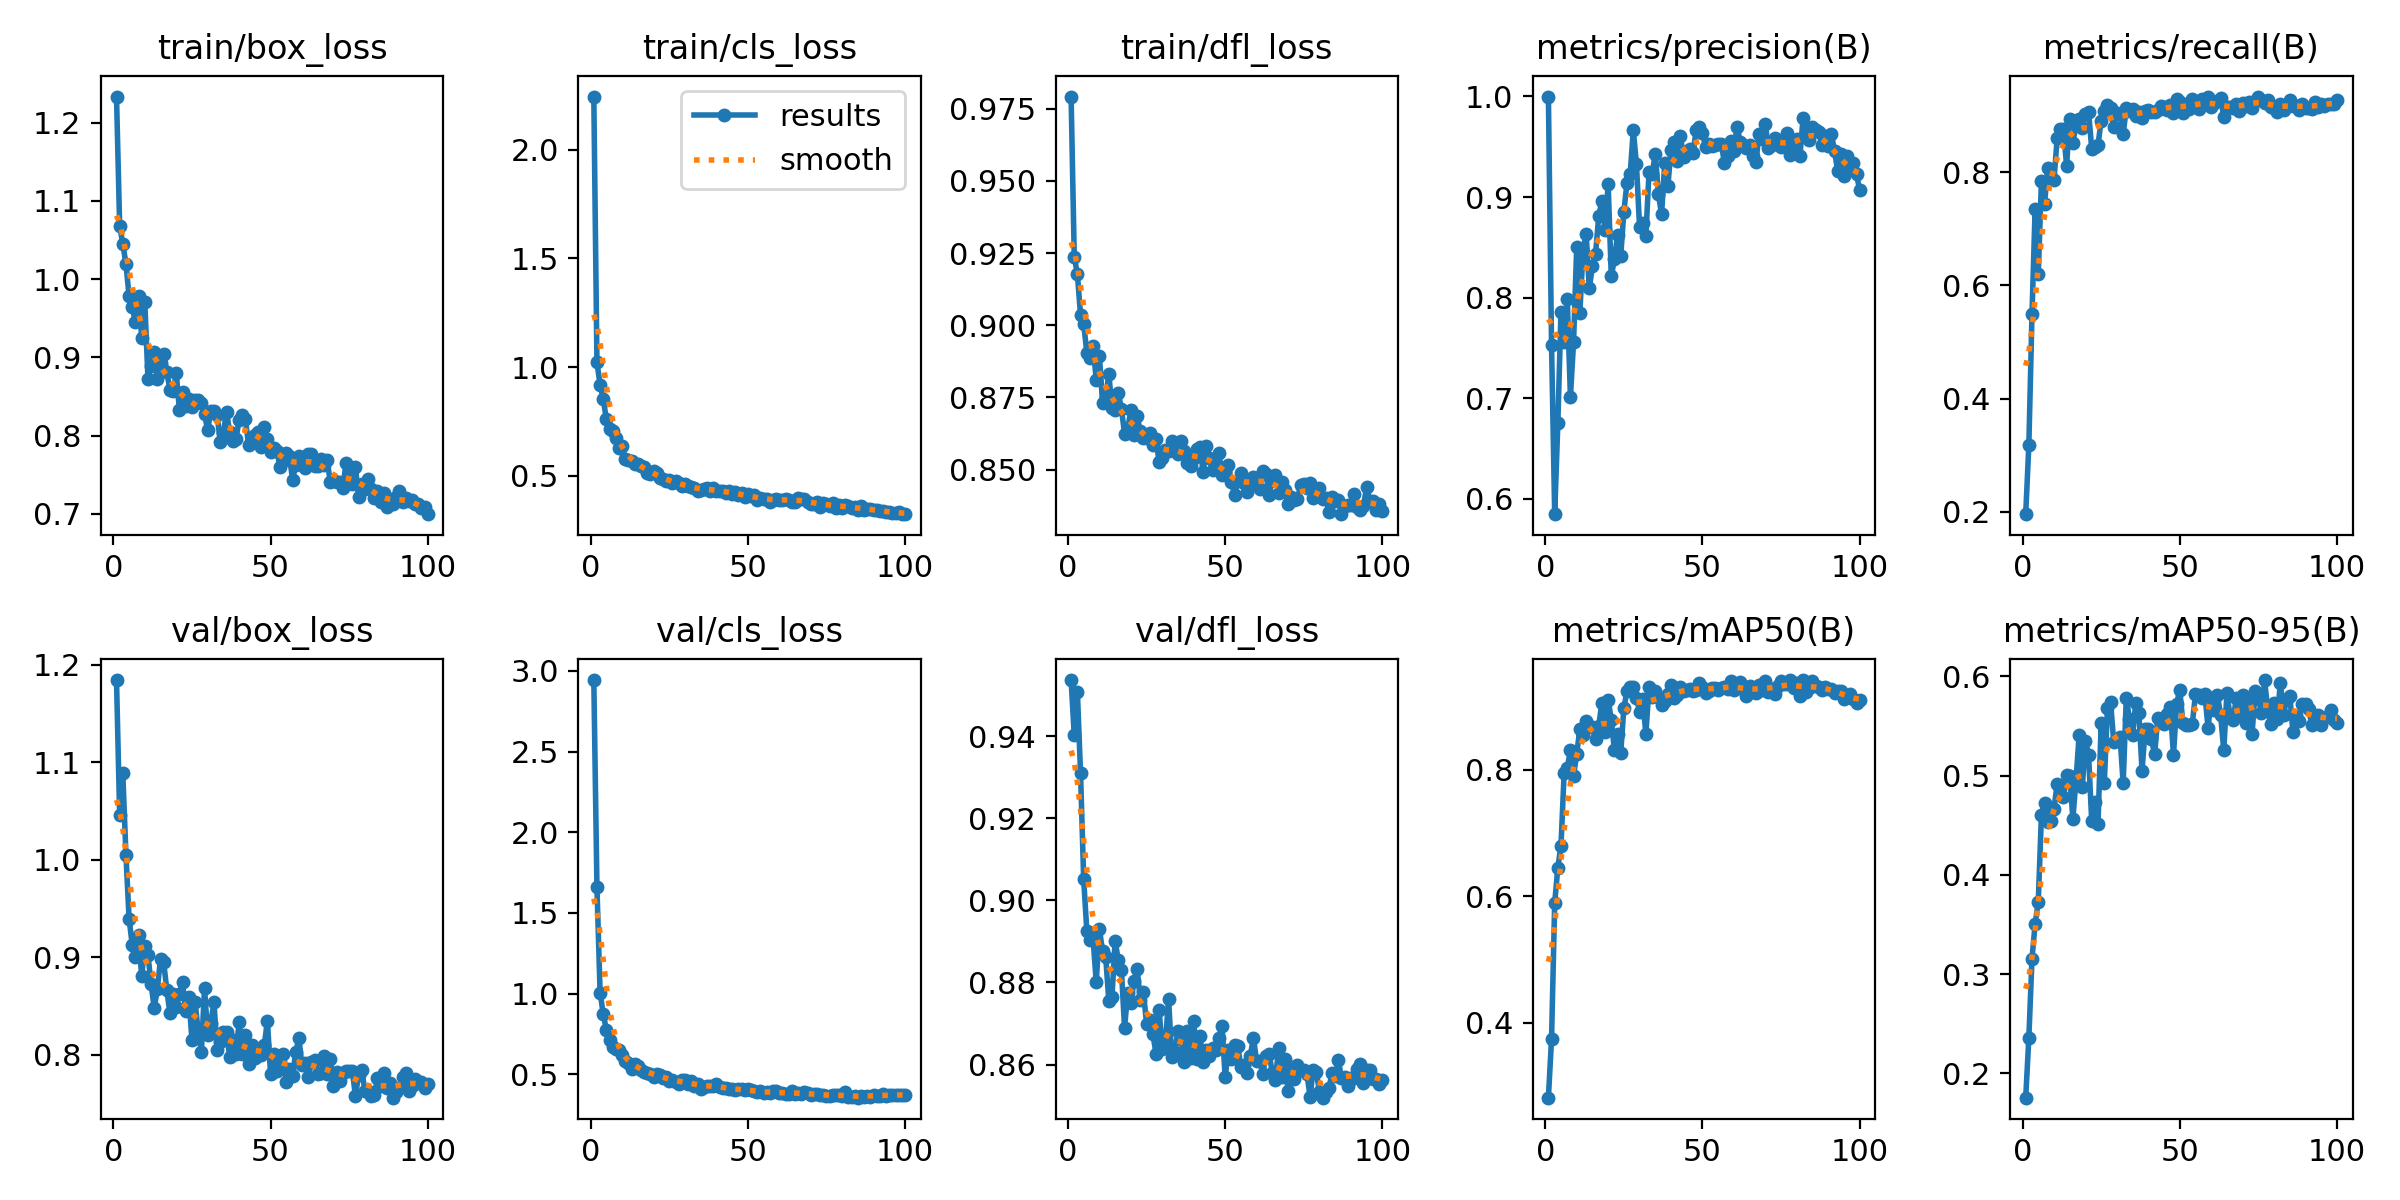 train/box_loss
1.2
1.1
1.0
0.9
0.8
0.7
0 50 100
train/cls_loss
results
smooth
2.0
1.5
1.0
0.5
0 50 100
train/dfl_loss
0.975
0.950
0.925
0.900
0.875
0.850
0 50 100
metrics/precision(B)
1.0
0.9
0.8
0.7
0.6
0 50 100
metrics/recall(B)
0.8
0.6
0.4
0.2
0 50 100
val/box_loss
1.2
1.1
1.0
0.9
0.8
0 50 100
val/cls_loss
3.0
2.5
2.0
1.5
1.0
0.5
0 50 100
val/dfl_loss
0.94
0.92
0.90
0.88
0.86
0 50 100
metrics/mAP50(B)
0.8
0.6
0.4
0 50 100
metrics/mAP50-95(B)
0.6
0.5
0.4
0.3
0.2
0 50 100